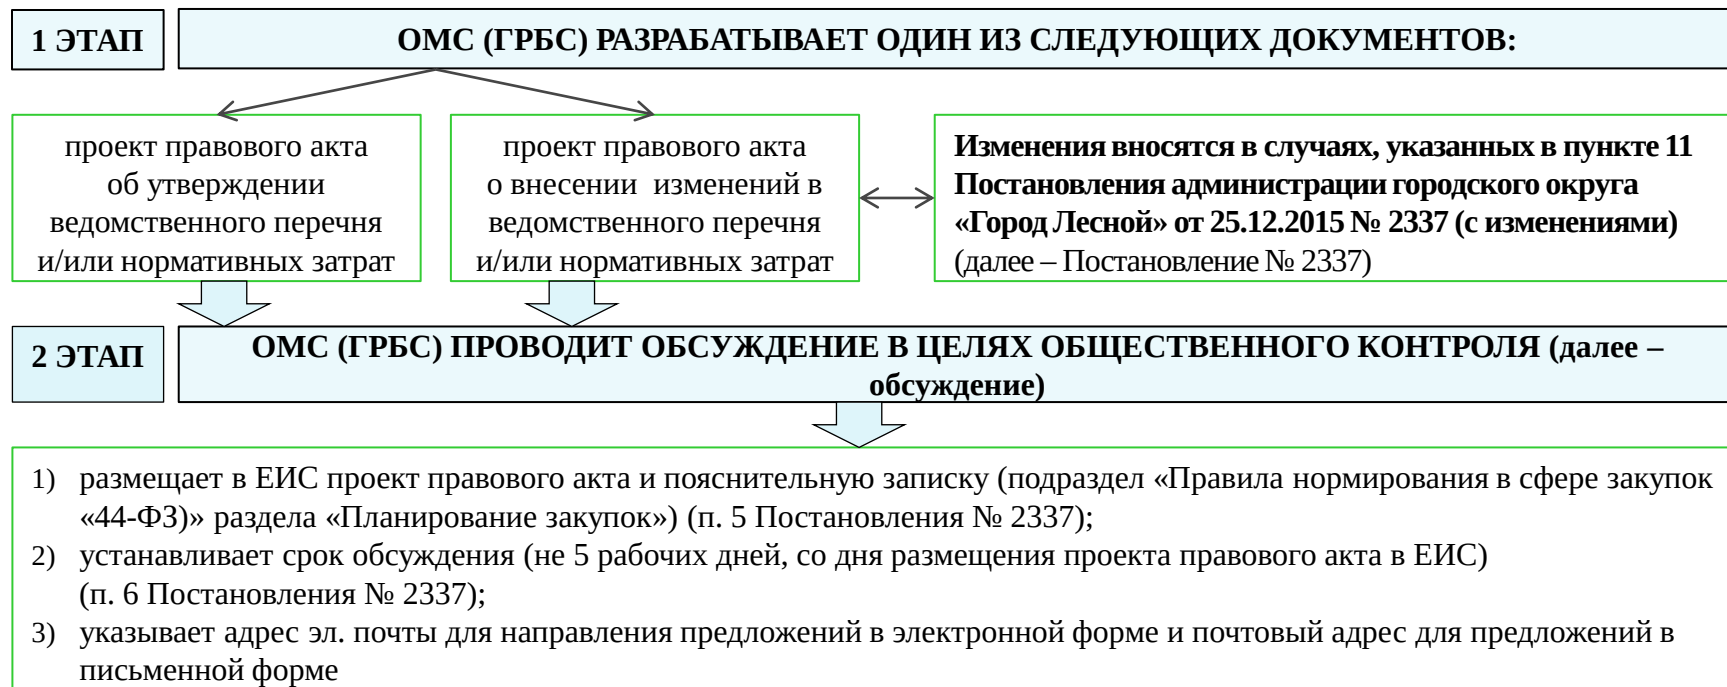 1 ЭТАП
ОМС (ГРБС) РАЗРАБАТЫВАЕТ ОДИН ИЗ СЛЕДУЮЩИХ ДОКУМЕНТОВ:
проект правового акта
об утверждении
ведомственного перечня
и/или нормативных затрат
проект правового акта
о внесении изменений в
ведомственного перечня
и/или нормативных затрат
Изменения вносятся в случаях, указанных в пункте 11
Постановления администрации городского округа
«Город Лесной» от 25.12.2015 № 2337 (с изменениями)
(далее – Постановление № 2337)
2 ЭТАП
ОМС (ГРБС) ПРОВОДИТ ОБСУЖДЕНИЕ В ЦЕЛЯХ ОБЩЕСТВЕННОГО КОНТРОЛЯ (далее –
обсуждение)
1) размещает в ЕИС проект правового акта и пояснительную записку (подраздел «Правила нормирования в сфере закупок
«44-ФЗ)» раздела «Планирование закупок») (п. 5 Постановления № 2337);
2) устанавливает срок обсуждения (не 5 рабочих дней, со дня размещения проекта правового акта в ЕИС)
(п. 6 Постановления № 2337);
3) указывает адрес эл. почты для направления предложений в электронной форме и почтовый адрес для предложений в
письменной форме